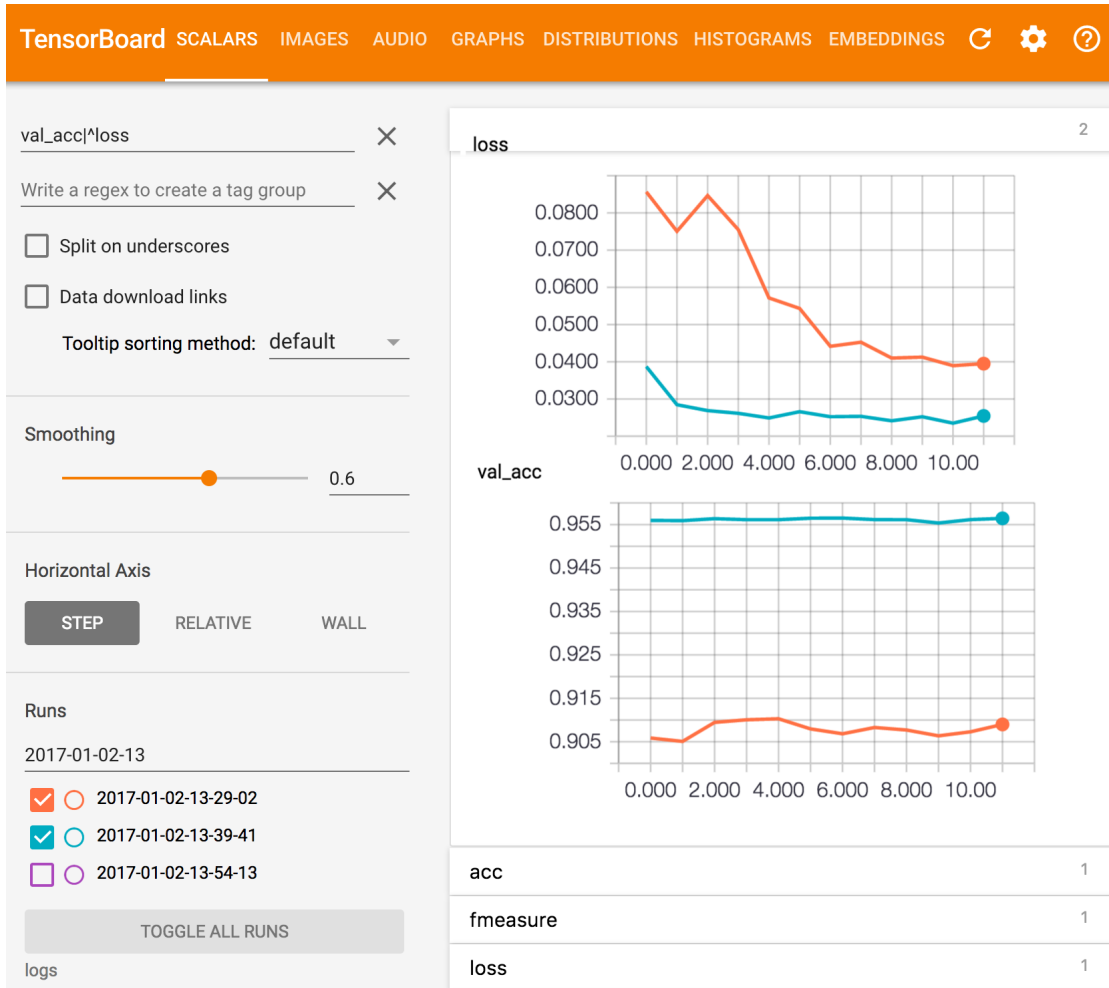 TensorBoard SCALARS IMAGES AUDIO GRAPHS DISTRIBUTIONS HISTOGRAMS EMBEDDINGS
val_acc|^loss
Write a regex to create a tag group
Split on underscores
Data download links
Tooltip sorting method: default
Smoothing
0.6
Horizontal Axis
STEP RELATIVE WALL
Runs
2017-01-02-13
2017-01-02-13-29-02
2017-01-02-13-39-41
2017-01-02-13-54-13
TOGGLE ALL RUNS
logs
loss 2
0.0800
0.0700
0.0600
0.0500
0.0400
0.0300
0.000 2.000 4.000 6.000 8.000 10.00
val_acc
0.955
0.945
0.935
0.925
0.915
0.905
0.000 2.000 4.000 6.000 8.000 10.00
acc 1
fmeasure 1
loss 1